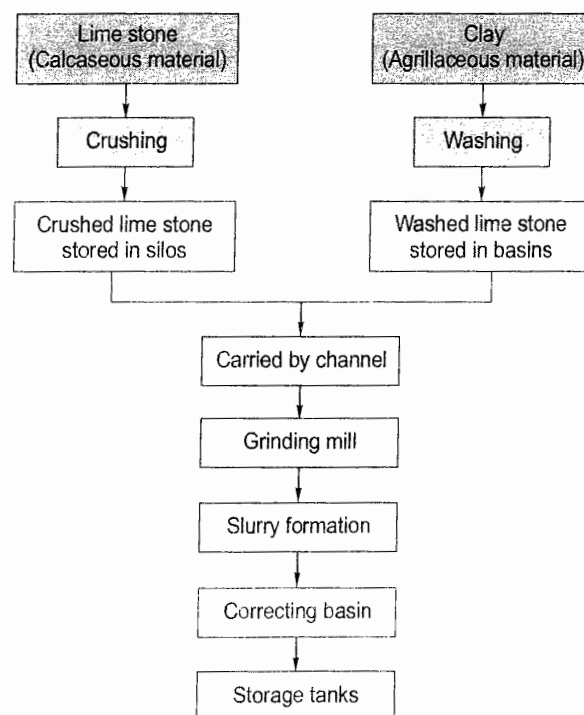 Lime stone
(Calcaseous material)
Clay
(Agrillaceous material)
Crushing
Washing
Crushed lime stone
stored in silos
Washed lime stone
stored in basins
Carried by channel
Grinding mill
Slurry formation
Correcting basin
Storage tanks